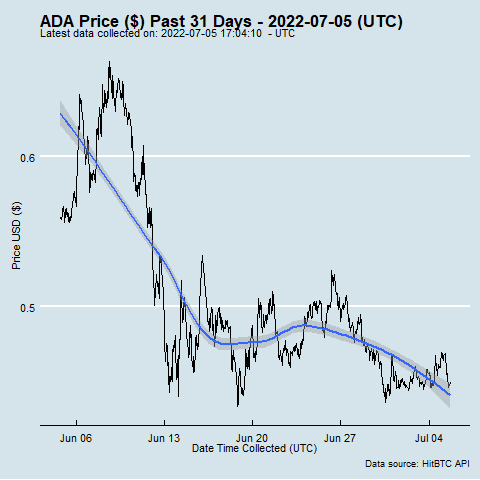 ADA Price ($) Past 31 Days - 2022-07-05 (UTC)
Latest data collected on: 2022-07-05 17:04:10 - UTC
Price USD ($)
0.6
0.5
Jun 06 Jun 13 Jun 20 Jun 27 Jul 04
Date Time Collected (UTC)
Data source: HitBTC API